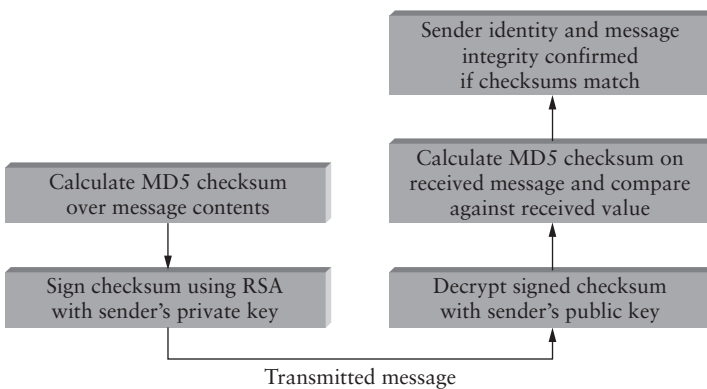 Calculate MD5 checksum
over message contents
Sign checksum using RSA
with sender's private key
Transmitted message
Decrypt signed checksum
with sender's public key
Calculate MD5 checksum on
received message and compare
against received value
Sender identity and message
integrity confirmed
if checksums match